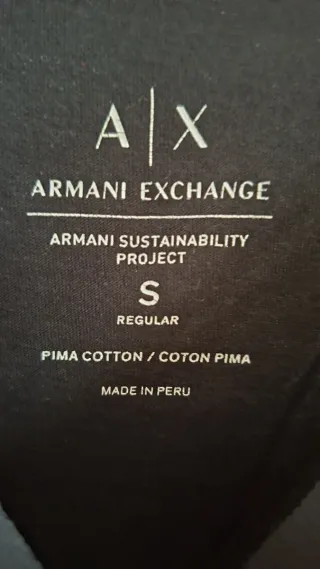 A|X
ARMANI EXCHANGE
ARMANI SUSTAINABILITY
PROJECT
S
REGULAR
PIMA COTTON / COTON PIMA
MADE IN PERU